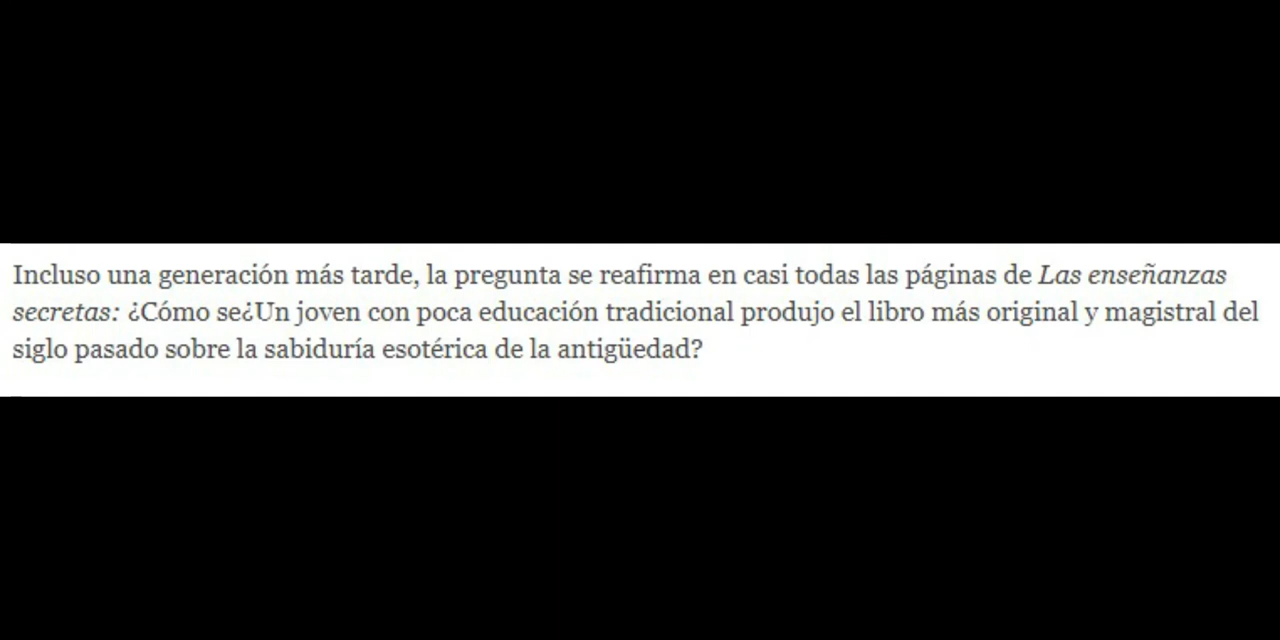 Incluso una generación más tarde, la pregunta se reafirma en casi todas las páginas de Las enseñanzas
secretas: ¿Cómo se¿Un joven con poca educación tradicional produjo el libro más original y magistral del
siglo pasado sobre la sabiduría esotérica de la antigüedad?